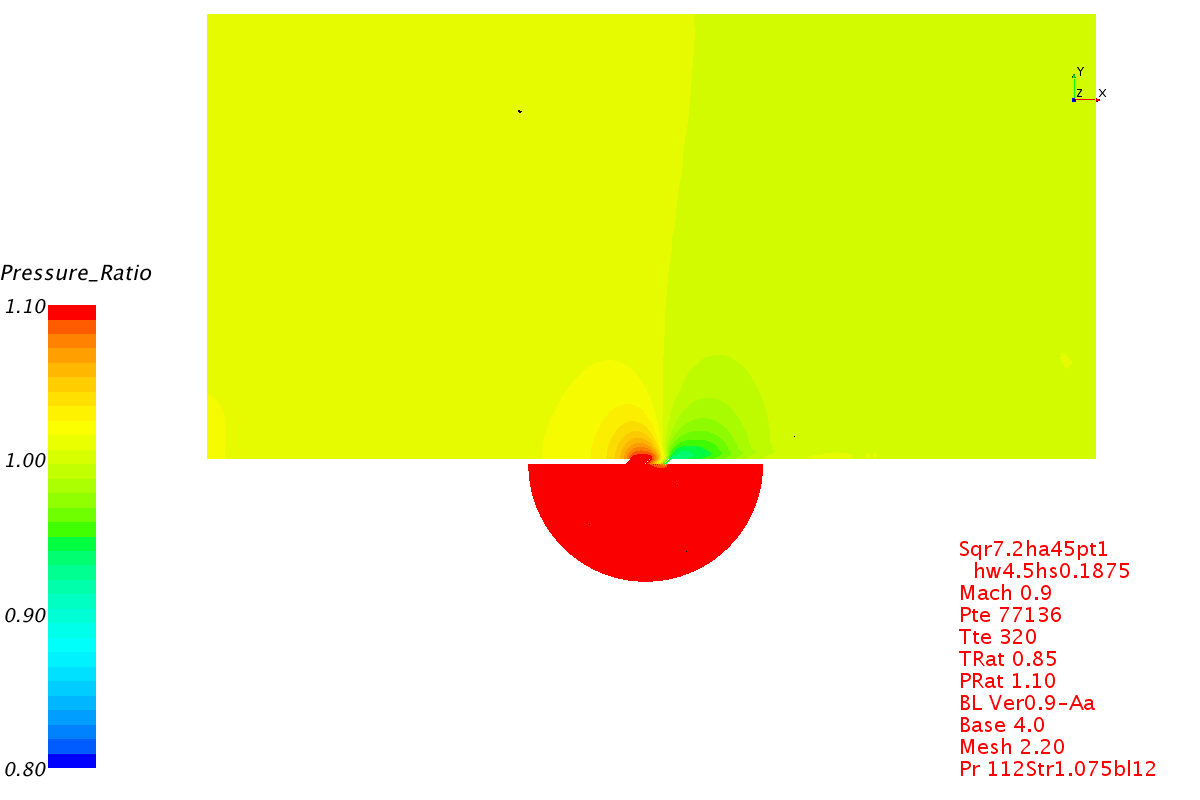 Y
Z X
Pressure_Ratio
1.10
1.00
0.90
0.80
Sqr7.2ha45pt1
hw4.5hs0.1875
Mach 0.9
Pte 77136
Tte 320
TRat 0.85
PRat 1.10
BL Ver0.9-Aa
Base 4.0
Mesh 2.20
Pr 112Str1.075bl12